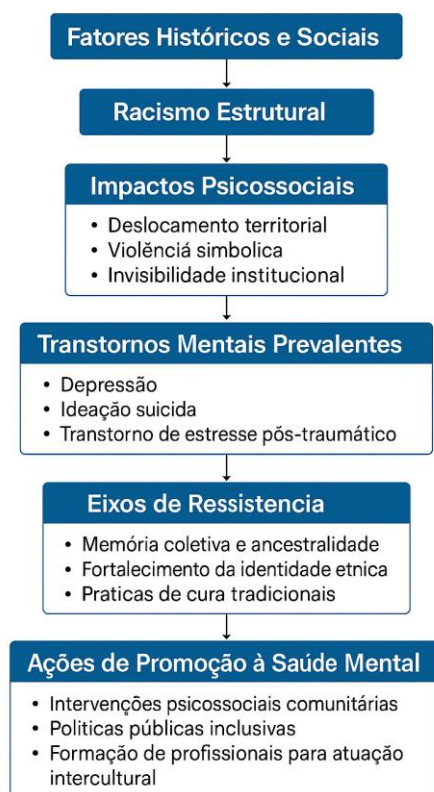 Fatores Históricos e Sociais
Racismo Estrutural
Impactos Psicossociais
• Deslocamento territorial
• Violênciá simbolica
• Invisibilidade institucional
Transtornos Mentais Prevalentes
• Depressão
• Ideação suicida
• Transtorno de estresse pós-traumático
Eixos de Ressistencia
• Memória coletiva e ancestralidade
• Fortalecimento da identidade etnica
• Praticas de cura tradicionais
Ações de Promoção à Saúde Mental
• Intervenções psicossociais comunitárias
• Politicas públicas inclusivas
• Formação de profissionais para atuação
intercultural